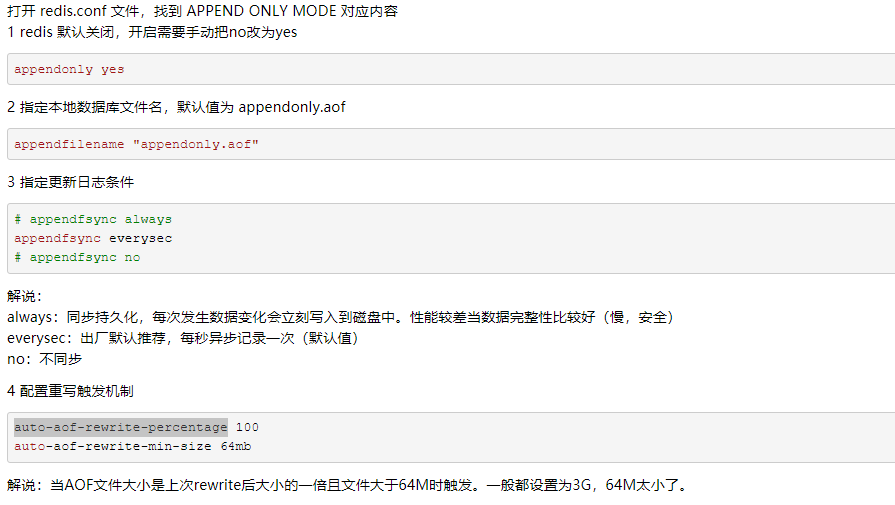 打开 redis.conf 文件，找到 APPEND ONLY MODE 对应内容
1 redis 默认关闭，开启需要手动把no改为yes
appendonly yes
2 指定本地数据库文件名，默认值为 appendonly.aof
appendfilename "appendonly.aof"
3 指定更新日志条件
# appendfsync always
appendfsync everysec
# appendfsync no
解说：
always：同步持久化，每次发生数据变化会立刻写入到磁盘中。性能较差当数据完整性比较好（慢，安全）
everysec：出厂默认推荐，每秒异步记录一次（默认值）
no：不同步
4 配置重写触发机制
auto-aof-rewrite-percentage 100
auto-aof-rewrite-min-size 64mb
解说：当AOF文件大小是上次rewrite后大小的一倍且文件大于64M时触发。一般都设置为3G，64M太小了。